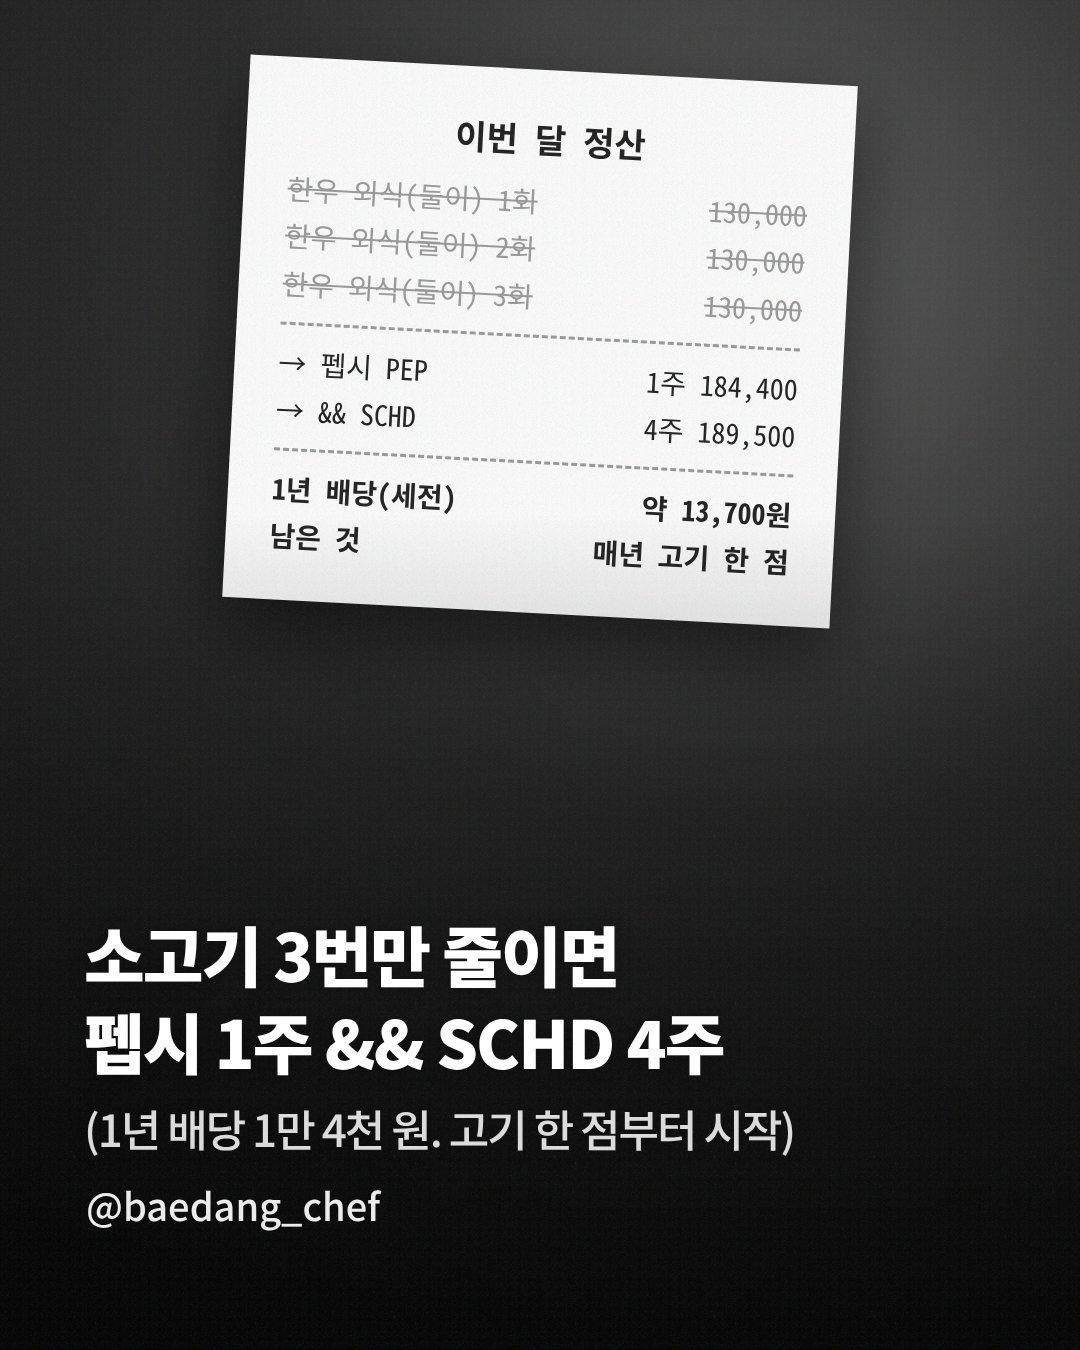 이번 달 정산
한우 외식(둘이) 1회 130,000
한우 외식(둘이) 2회 130,000
한우 외식(둘이) 3회 130,000
→ 펩시 PEP 1주 184,400
→ && SCHD 4주 189,500
1년 배당(세전) 약 13,700원
남은 것 매년 고기 한 점
소고기 3번만 줄이면
펩시 1주 && SCHD 4주
(1년 배당 1만 4천 원. 고기 한 점부터 시작)
@baedang_chef